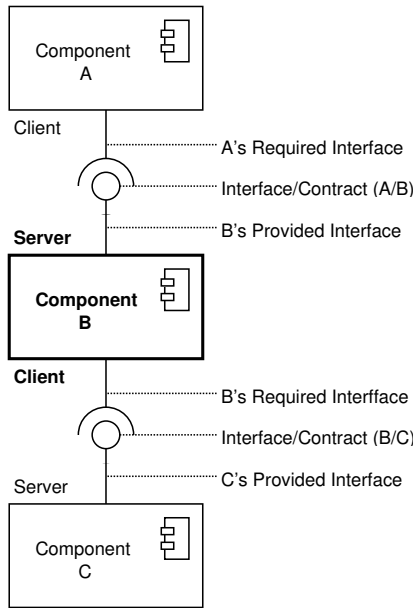 Component
A
Client
A's Required Interface
Interface/Contract (A/B)
B's Provided Interface
Server
Component
B
Client
B's Required Interfface
Interface/Contract (B/C)
C's Provided Interface
Server
Component
C